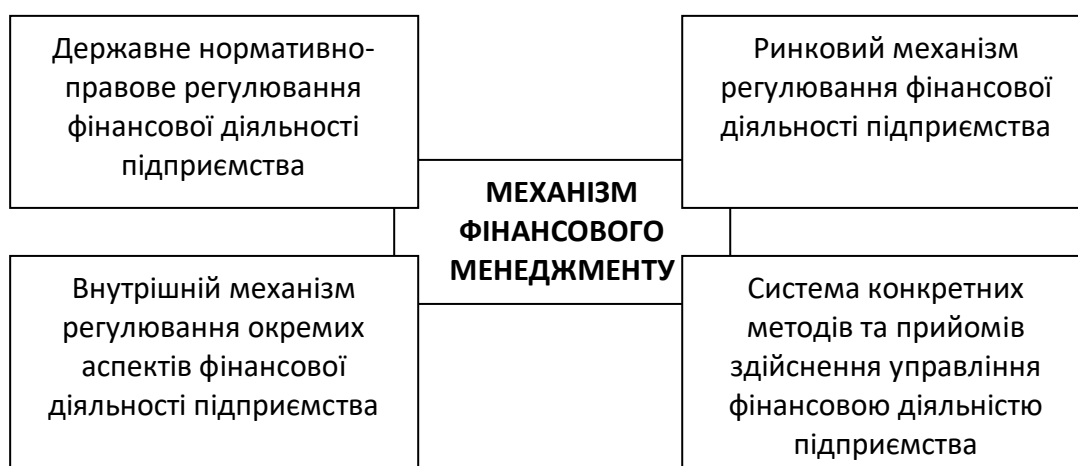 Державне нормативно-
правове регулювання
фінансової діяльності
підприємства
Ринковий механізм
регулювання фінансової
діяльності підприємства
МЕХАНІЗМ
ФІНАНСОВОГО
МЕНЕДЖМЕНТУ
Внутрішній механізм
регулювання окремих
аспектів фінансової
діяльності підприємства
Система конкретних
методів та прийомів
здійснення управління
фінансовою діяльністю
підприємства